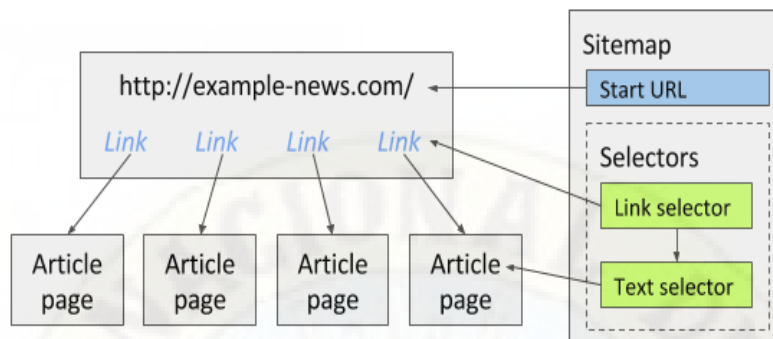 http://example-news.com/
Link Link Link Link
Article page
Article page
Article page
Article page
Sitemap
Start URL
Selectors
Link selector
Text selector
NACIONAL